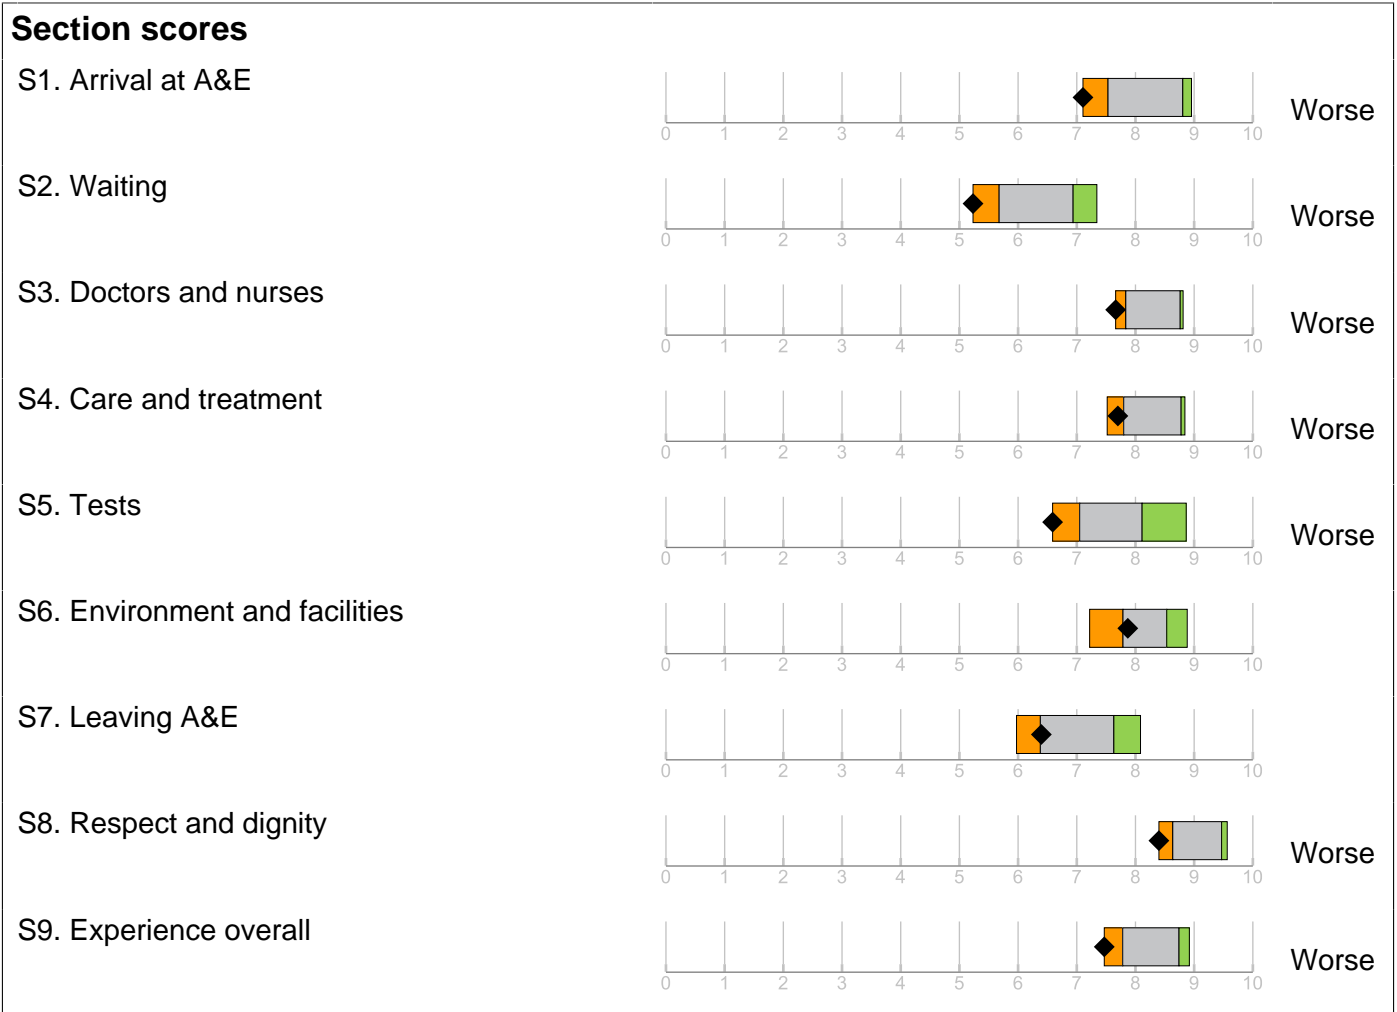 Section scores
S1. Arrival at A&E
0 1 2 3 4 5 6 7 8 9 10
Worse
S2. Waiting
0 1 2 3 4 5 6 7 8 9 10
Worse
S3. Doctors and nurses
0 1 2 3 4 5 6 7 8 9 10
Worse
S4. Care and treatment
0 1 2 3 4 5 6 7 8 9 10
Worse
S5. Tests
0 1 2 3 4 5 6 7 8 9 10
Worse
S6. Environment and facilities
0 1 2 3 4 5 6 7 8 9 10
S7. Leaving A&E
0 1 2 3 4 5 6 7 8 9 10
S8. Respect and dignity
0 1 2 3 4 5 6 7 8 9 10
Worse
S9. Experience overall
0 1 2 3 4 5 6 7 8 9 10
Worse